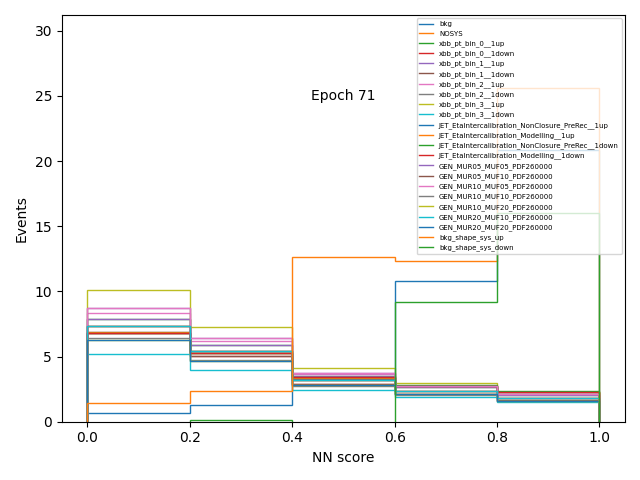 Epoch 71
bkg
NOSYS
xbb_pt_bin_0__1up
xbb_pt_bin_0__1down
xbb_pt_bin_1__1up
xbb_pt_bin_1__1down
xbb_pt_bin_2__1up
xbb_pt_bin_2__1down
xbb_pt_bin_3__1up
xbb_pt_bin_3__1down
JET_EtaIntercalibration_NonClosure_PreRec__1up
JET_EtaIntercalibration_Modelling__1up
JET_EtaIntercalibration_NonClosure_PreRec__1down
JET_EtaIntercalibration_Modelling__1down
GEN_MUR05_MUF05_PDF260000
GEN_MUR05_MUF10_PDF260000
GEN_MUR10_MUF05_PDF260000
GEN_MUR10_MUF10_PDF260000
GEN_MUR10_MUF20_PDF260000
GEN_MUR20_MUF10_PDF260000
GEN_MUR20_MUF20_PDF260000
bkg_shape_sys_up
bkg_shape_sys_down
Events
30
25
20
15
10
5
0
0.0 0.2 0.4 0.6 0.8 1.0
NN score